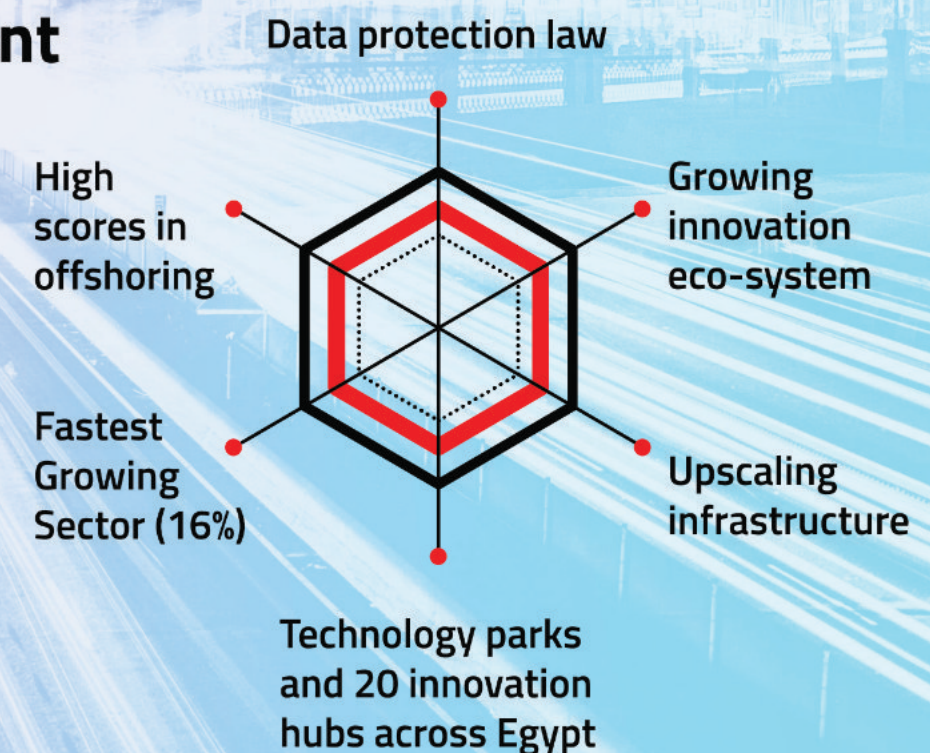 nt
Data protection law
High
scores in
offshoring
Growing
innovation
eco-system
Fastest
Growing
Sector (16%)
Upscaling
infrastructure
Technology parks
and 20 innovation
hubs across Egypt